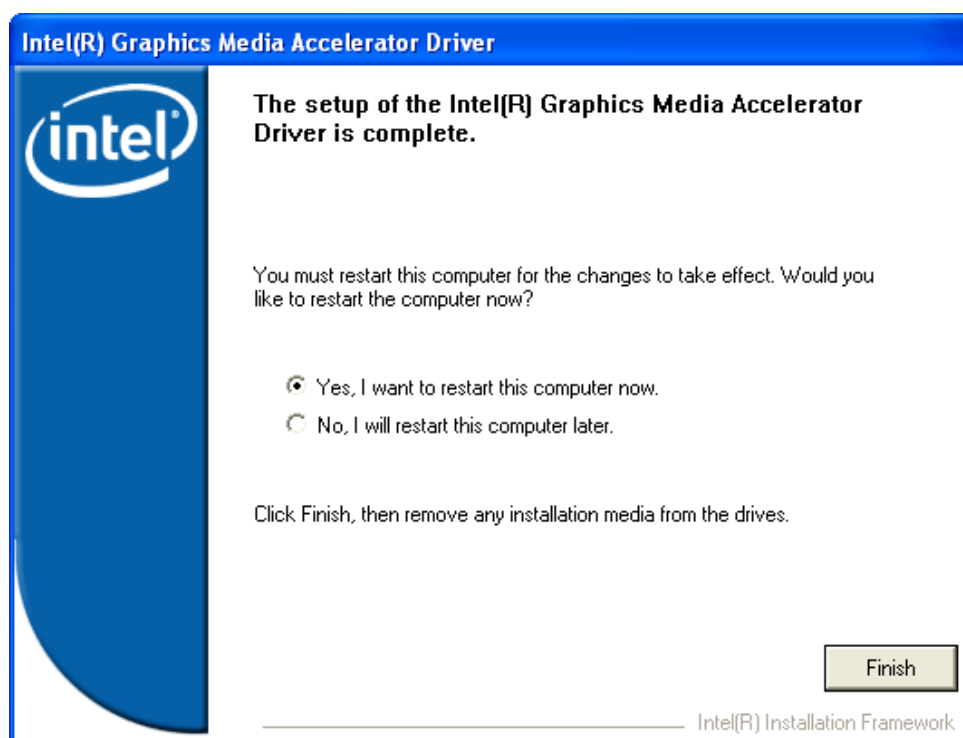 Intel(R) Graphics Media Accelerator Driver
intel
The setup of the Intel(R) Graphics Media Accelerator
Driver is complete.
You must restart this computer for the changes to take effect. Would you
like to restart the computer now?
Yes, I want to restart this computer now.
No, I will restart this computer later.
Click Finish, then remove any installation media from the drives.
Finish
Intel(R) Installation Framework